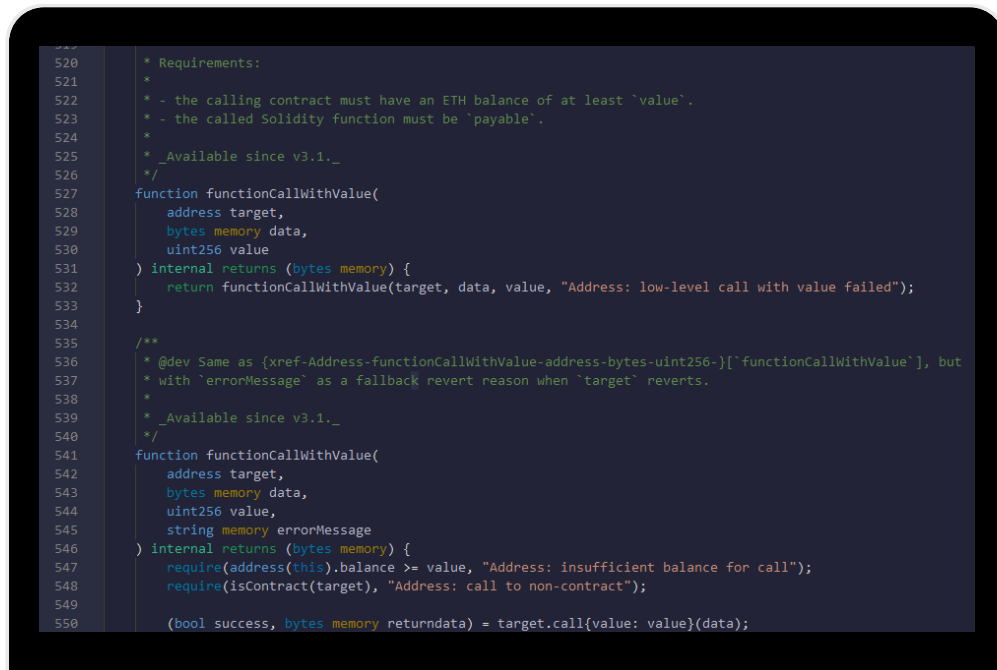 520 * Requirements:
521 *
522 * - the calling contract must have an ETH balance of at least `value`.
523 * - the called Solidity function must be `payable`.
524 *
525 * _Available since v3.1._
526 */
527 function functionCallWithValue(
528 address target,
529 bytes memory data,
530 uint256 value
531 ) internal returns (bytes memory) {
532 return functionCallWithValue(target, data, value, "Address: low-level call with value failed");
533 }
534
535 /**
536 * @dev Same as {xref-Address-functionCallWithValue-address-bytes-uint256-}[`functionCallWithValue`], but
537 * with `errorMessage` as a fallback revert reason when `target` reverts.
538 *
539 * _Available since v3.1._
540 */
541 function functionCallWithValue(
542 address target,
543 bytes memory data,
544 uint256 value,
545 string memory errorMessage
546 ) internal returns (bytes memory) {
547 require(address(this).balance >= value, "Address: insufficient balance for call");
548 require(isContract(target), "Address: call to non-contract");
549
550 (bool success, bytes memory returndata) = target.call{value: value}(data);